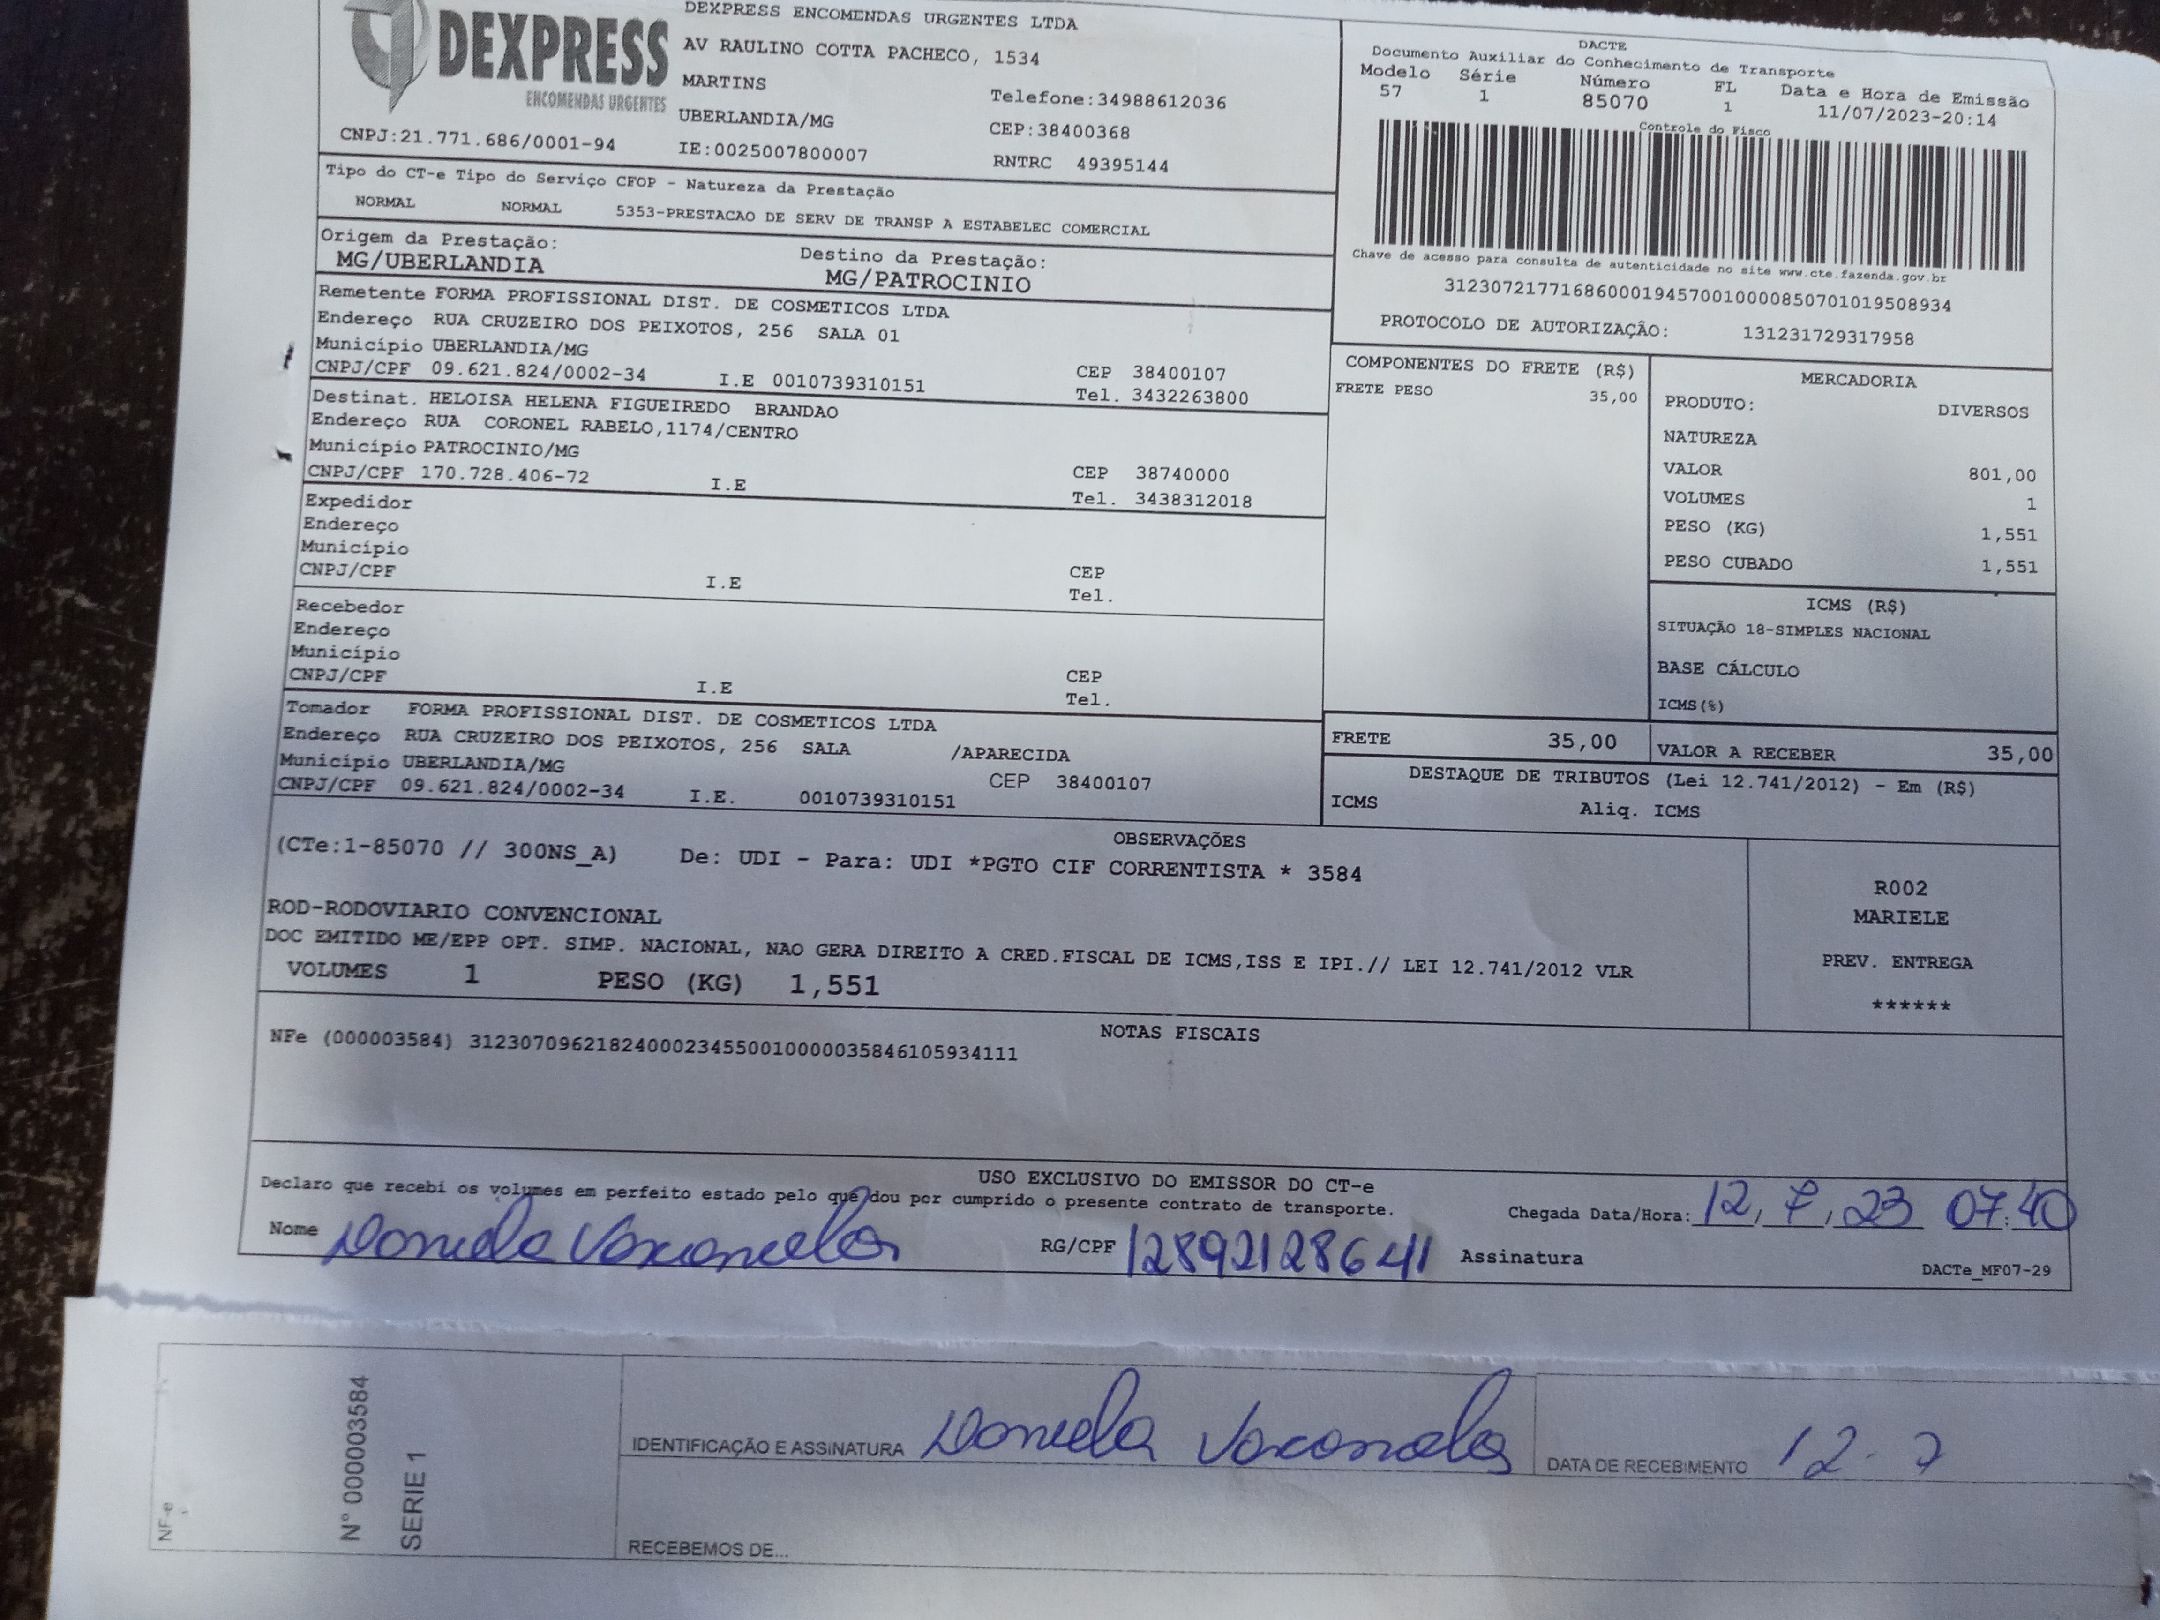 DEXPRESS
ENCOMENDAS URGENTES
CNPJ:21.771.686/0001-94
DEXPRESS ENCOMENDAS URGENTES LTDA
AV RAULINO COTTA PACHECO, 1534
MARTINS
Telefone:34988612036
UBERLANDIA/MG
CEP:38400368
IE:0025007800007
RNTRC 49395144
DACTE
Documento Auxiliar do Conhecimento de Transporte
Modelo Série Número FL Data e Hora de Emissão
57 1 85070 1 11/07/2023-20:14
Controle do Fisco
Chave de acesso para consulta de autenticidade no site www.cte.fazenda.gov.br
31230721771686000194570010000850701019508934
PROTOCOLO DE AUTORIZAÇÃO: 131231729317958
Tipo do CT-e Tipo do Serviço CFOP - Natureza da Prestação
NORMAL NORMAL 5353-PRESTACAO DE SERV DE TRANSP A ESTABELEC COMERCIAL
Origem da Prestação: Destino da Prestação:
MG/UBERLANDIA MG/PATROCINIO
Remetente FORMA PROFISSIONAL DIST. DE COSMETICOS LTDA
Endereço RUA CRUZEIRO DOS PEIXOTOS, 256 SALA 01
Município UBERLANDIA/MG CEP 38400107
CNPJ/CPF 09.621.824/0002-34 I.E 0010739310151 Tel. 3432263800
Destinat. HELOISA HELENA FIGUEIREDO BRANDAO
Endereço RUA CORONEL RABELO,1174/CENTRO
Município PATROCINIO/MG CEP 38740000
CNPJ/CPF 170.728.406-72 I.E Tel. 3438312018
Expedidor
Endereço
Município CEP
CNPJ/CPF I.E Tel.
Recebedor
Endereço
Município CEP
CNPJ/CPF I.E Tel.
Tomador FORMA PROFISSIONAL DIST. DE COSMETICOS LTDA
Endereço RUA CRUZEIRO DOS PEIXOTOS, 256 SALA /APARECIDA
Município UBERLANDIA/MG CEP 38400107
CNPJ/CPF 09.621.824/0002-34 I.E. 0010739310151
COMPONENTES DO FRETE (R$)
FRETE PESO 35,00
MERCADORIA
PRODUTO: DIVERSOS
NATUREZA
VALOR 801,00
VOLUMES 1
PESO (KG) 1,551
PESO CUBADO 1,551
ICMS (R$)
SITUAÇÃO 18-SIMPLES NACIONAL
BASE CÁLCULO
ICMS(%)
FRETE 35,00 VALOR A RECEBER 35,00
DESTAQUE DE TRIBUTOS (Lei 12.741/2012) - Em (R$)
ICMS Aliq. ICMS
OBSERVAÇÕES
(CTe:1-85070 // 300NS_A) De: UDI - Para: UDI *PGTO CIF CORRENTISTA * 3584
ROD-RODOVIARIO CONVENCIONAL
DOC EMITIDO ME/EPP OPT. SIMP. NACIONAL, NAO GERA DIREITO A CRED.FISCAL DE ICMS,ISS E IPI.// LEI 12.741/2012 VLR
VOLUMES 1 PESO (KG) 1,551
R002
MARIELE
PREV. ENTREGA
******
NOTAS FISCAIS
NFe (000003584) 31230709621824000234550010000035846105934111
USO EXCLUSIVO DO EMISSOR DO CT-e
Declaro que recebi os volumes em perfeito estado pelo que dou por cumprido o presente contrato de transporte.
Chegada Data/Hora: 12, 7, 23 07:40
Nome Daniela Vasconcelos RG/CPF 12892128641 Assinatura
DACTe_MF07-29
NF-e
N° 000003584
SERIE 1
IDENTIFICAÇÃO E ASSINATURA Daniela Vasconcelos
DATA DE RECEBIMENTO 12. 7
RECEBEMOS DE...